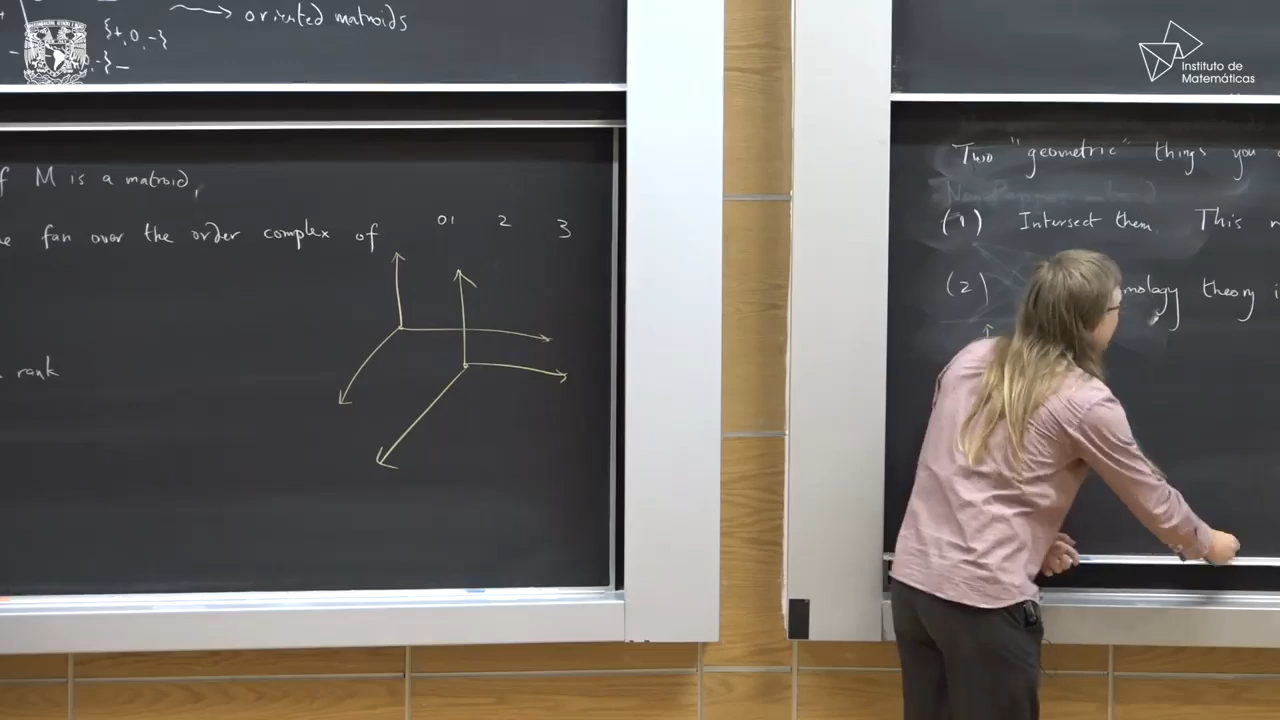 → oriented matroids
{+,0,-}
,-}-
f M is a matroid,
fan over the order complex of
01 2 3
rank
Instituto de
Matemáticas
Two "geometric" things you
(1) Intersect them. This
(2) mology theory i